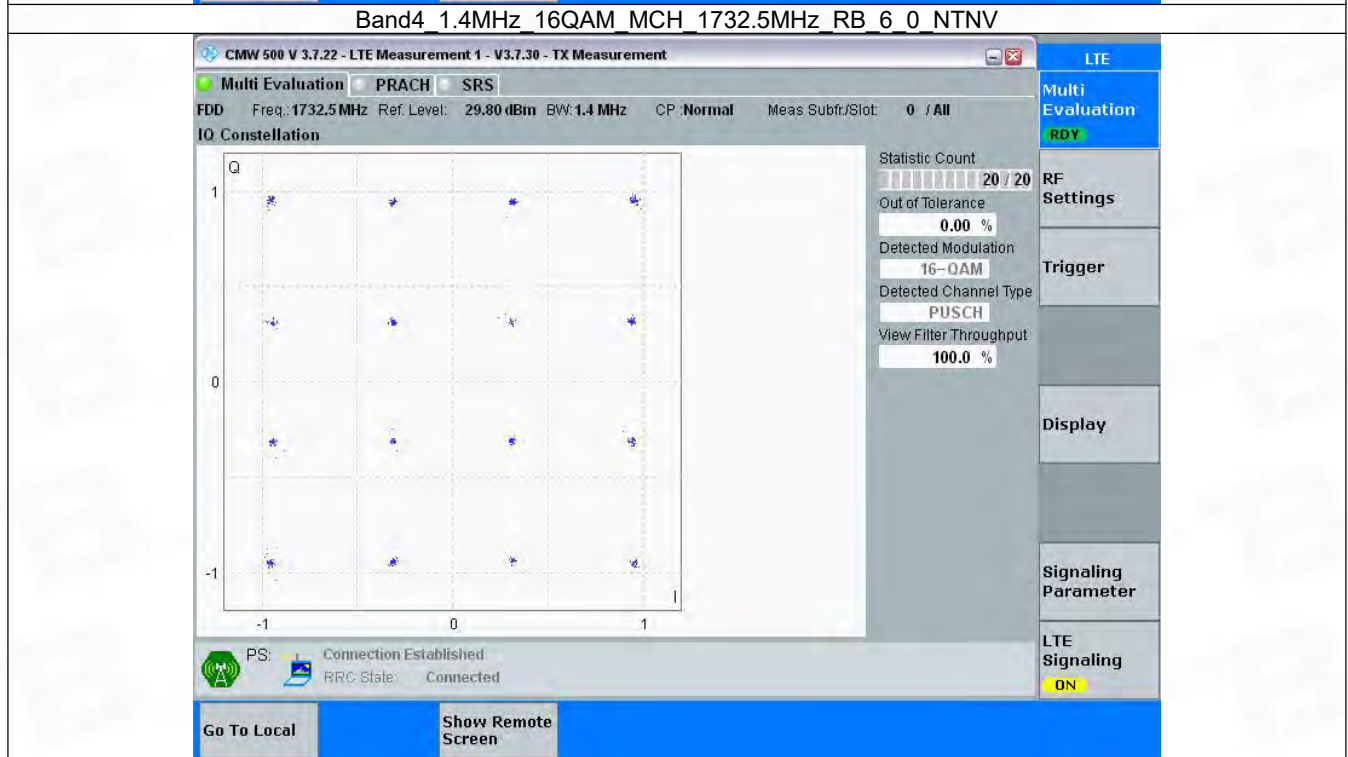 Band4_1.4MHz_16QAM_MCH_1732.5MHz_RB_6_0_NTNV
CMW 500 V 3.7.22 - LTE Measurement 1 - V3.7.30 - TX Measurement
LTE
Multi Evaluation PRACH SRS
Multi
Evaluation
RDY
FDD Freq.:1732.5 MHz Ref. Level: 29.80 dBm BW:1.4 MHz CP :Normal Meas Subfr./Slot: 0 / All
IQ Constellation
Q
1
0
-1
-1 0 1
I
Statistic Count
20 / 20
Out of Tolerance
0.00 %
Detected Modulation
16-QAM
Detected Channel Type
PUSCH
View Filter Throughput
100.0 %
RF
Settings
Trigger
Display
Signaling
Parameter
LTE
Signaling
ON
PS: Connection Established
RRC State: Connected
Go To Local
Show Remote
Screen